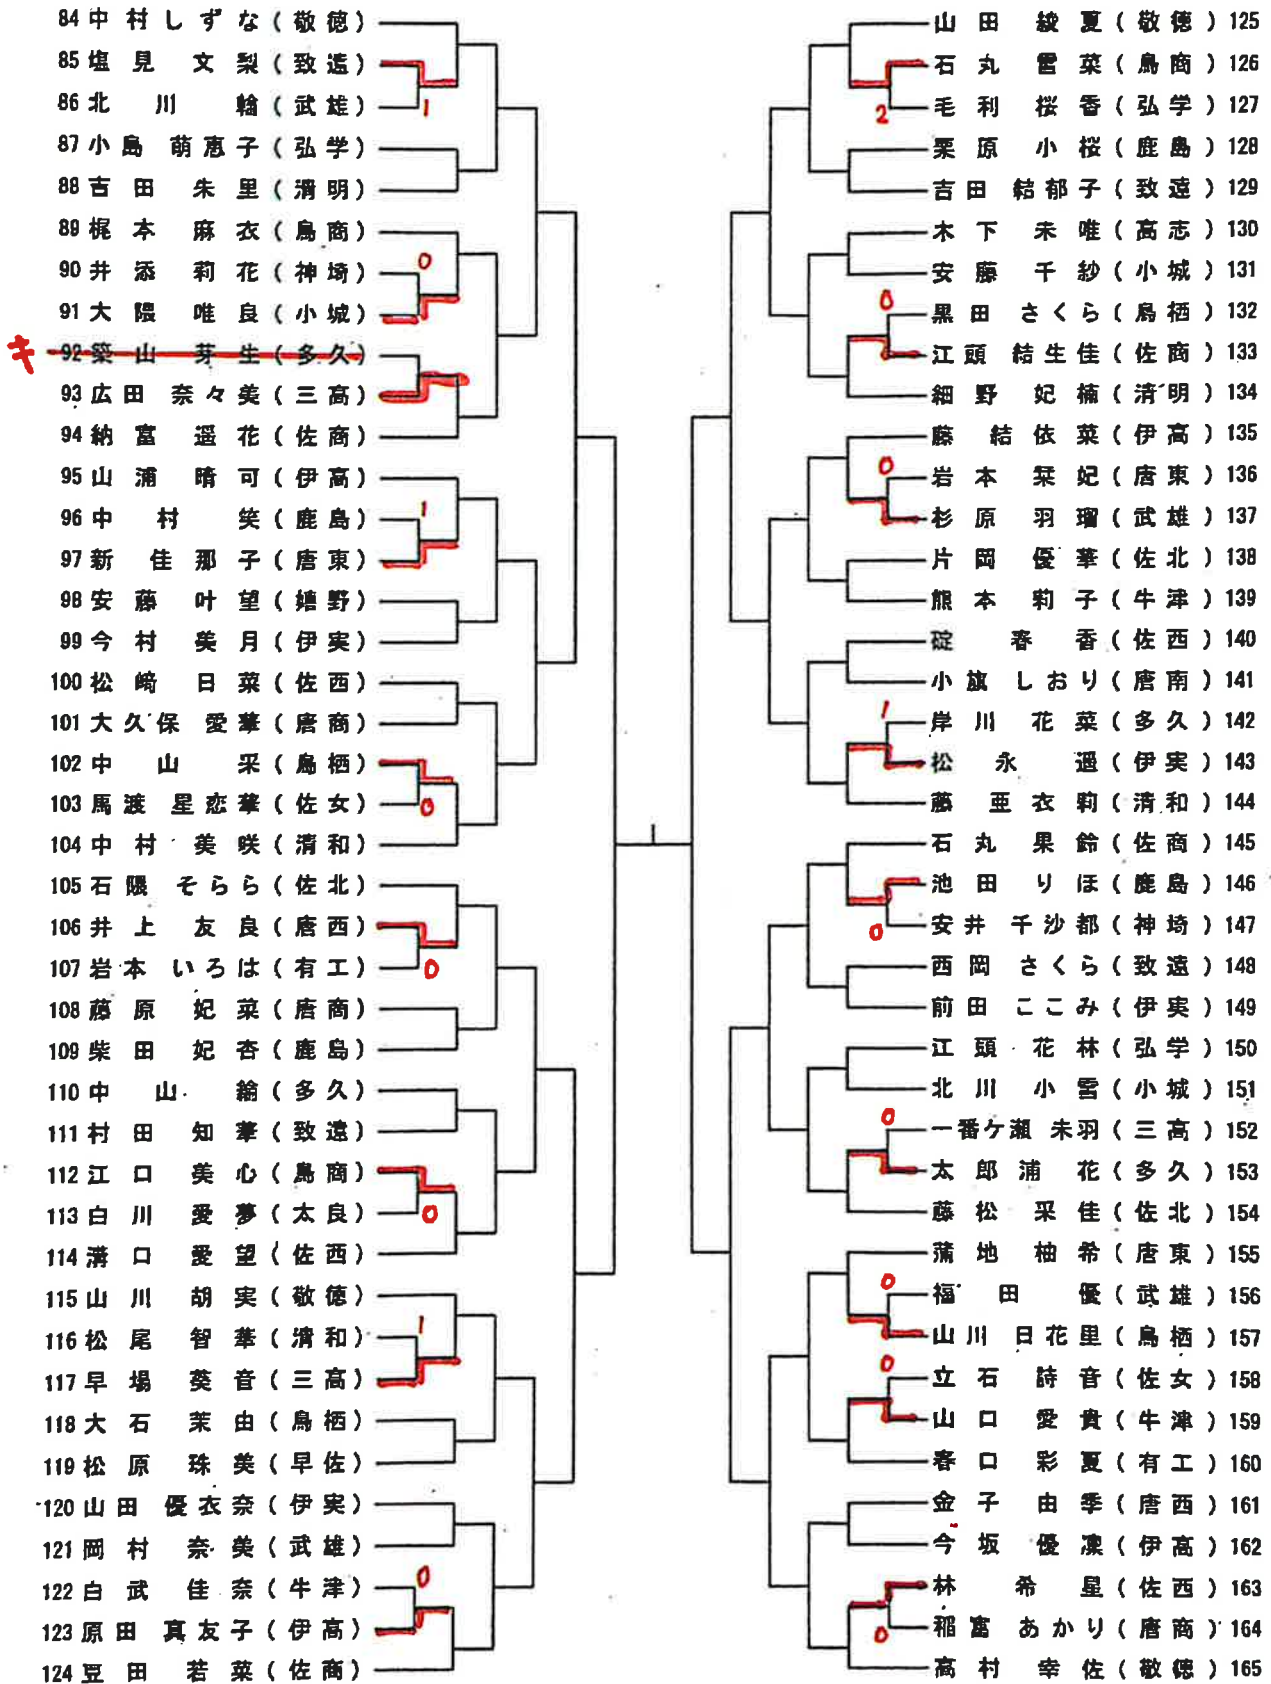 84 中村しずな(敬徳)
85 塩見 文梨(致遠)
86 北川 輪(武雄)
1
87 小島 萌恵子(弘学)
88 吉田 朱里(清明)
89 梶本 麻衣(鳥商)
0
90 井添 莉花(神埼)
91 大隈 唯良(小城)
キ 92 築山 芽生(多久)
93 広田 奈々美(三高)
94 納富 遥花(佐商)
95 山浦 晴可(伊高)
1
96 中村 笑(鹿島)
97 新 佳那子(唐東)
98 安藤 叶望(嬉野)
99 今村 美月(伊実)
100 松崎 日菜(佐西)
101 大久保 愛華(唐商)
102 中山 采(鳥栖)
103 馬渡 星恋華(佐女)
0
104 中村 美咲(清和)
105 石隈 そらら(佐北)
106 井上 友良(唐西)
107 岩本 いろは(有工)
0
108 藤原 妃菜(唐商)
109 柴田 妃杏(鹿島)
110 中山 (多久)
111 村田 知華(致遠)
112 江口 美心(鳥商)
113 白川 愛夢(太良)
0
114 溝口 愛望(佐西)
115 山川 胡実(敬徳)
1
116 松尾 智華(清和)
117 早場 葵音(三高)
118 大石 茉由(鳥栖)
119 松原 珠美(早佐)
120 山田 優衣奈(伊実)
121 岡村 奈美(武雄)
0
122 白武 佳奈(牛津)
123 原田 真友子(伊高)
124 豆田 若菜(佐商)
山田 綾夏(敬徳) 125
石丸 雪菜(鳥商) 126
毛利 桜香(弘学) 127
2
栗原 小桜(鹿島) 128
吉田 結郁子(致遠) 129
木下 未唯(高志) 130
安藤 千紗(小城) 131
0
黒田 さくら(鳥栖) 132
江頭 結生佳(佐商) 133
細野 妃楠(清明) 134
藤 結依菜(伊高) 135
0
岩本 栞妃(唐東) 136
杉原 羽瑠(武雄) 137
片岡 優華(佐北) 138
熊本 莉子(牛津) 139
碇 春香(佐西) 140
小旗 しおり(唐南) 141
1
岸川 花菜(多久) 142
松永 遥(伊実) 143
藤 亜衣莉(清和) 144
石丸 果鈴(佐商) 145
池田 りほ(鹿島) 146
安井 千沙都(神埼) 147
0
西岡 さくら(致遠) 148
前田 ここみ(伊実) 149
江頭 花林(弘学) 150
北川 小雪(小城) 151
0
一番ケ瀬 未羽(三高) 152
太郎浦 花(多久) 153
藤松 采佳(佐北) 154
蒲地 柚希(唐東) 155
0
福田 優(武雄) 156
山川 日花里(鳥栖) 157
0
立石 詩音(佐女) 158
山口 愛貴(牛津) 159
春口 彩夏(有工) 160
金子 由季(唐西) 161
今坂 優凜(伊高) 162
林 希星(佐西) 163
稲富 あかり(唐商) 164
0
高村 幸佐(敬徳) 165